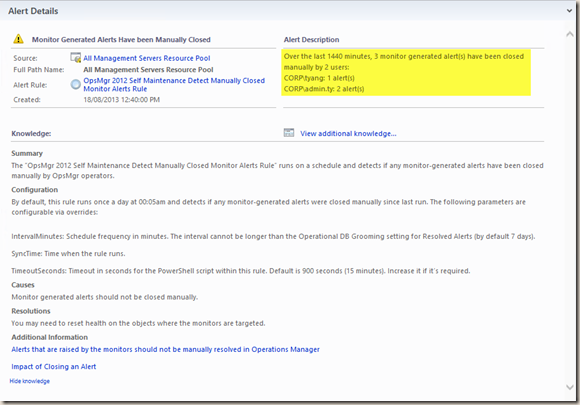 Alert Details
Monitor Generated Alerts Have been Manually Closed
Source: All Management Servers Resource Pool
Full Path Name: All Management Servers Resource Pool
Alert Rule: OpsMgr 2012 Self Maintenance Detect Manually Closed
Monitor Alerts Rule
Created: 18/08/2013 12:40:00 PM
Alert Description
Over the last 1440 minutes, 3 monitor generated alert(s) have been closed
manually by 2 users:
CORP\tyang: 1 alert(s)
CORP\admin.ty: 2 alert(s)
Knowledge:
View additional knowledge...
Summary
The "OpsMgr 2012 Self Maintenance Detect Manually Closed Monitor Alerts Rule" runs on a schedule and detects if any monitor-generated alerts have been closed
manually by OpsMgr operators.
Configuration
By default, this rule runs once a day at 00:05am and detects if any monitor-generated alerts were closed manually since last run. The following parameters are
configurable via overrides:
IntervalMinutes: Schedule frequency in minutes. The interval cannot be longer than the Operational DB Grooming setting for Resolved Alerts (by default 7 days).
SyncTime: Time when the rule runs.
TimeoutSeconds: Timeout in seconds for the PowerShell script within this rule. Default is 900 seconds (15 minutes). Increase it if it's required.
Causes
Monitor generated alerts should not be closed manually.
Resolutions
You may need to reset health on the objects where the monitors are targeted.
Additional Information
Alerts that are raised by the monitors should not be manually resolved in Operations Manager
Impact of Closing an Alert
Hide knowledge